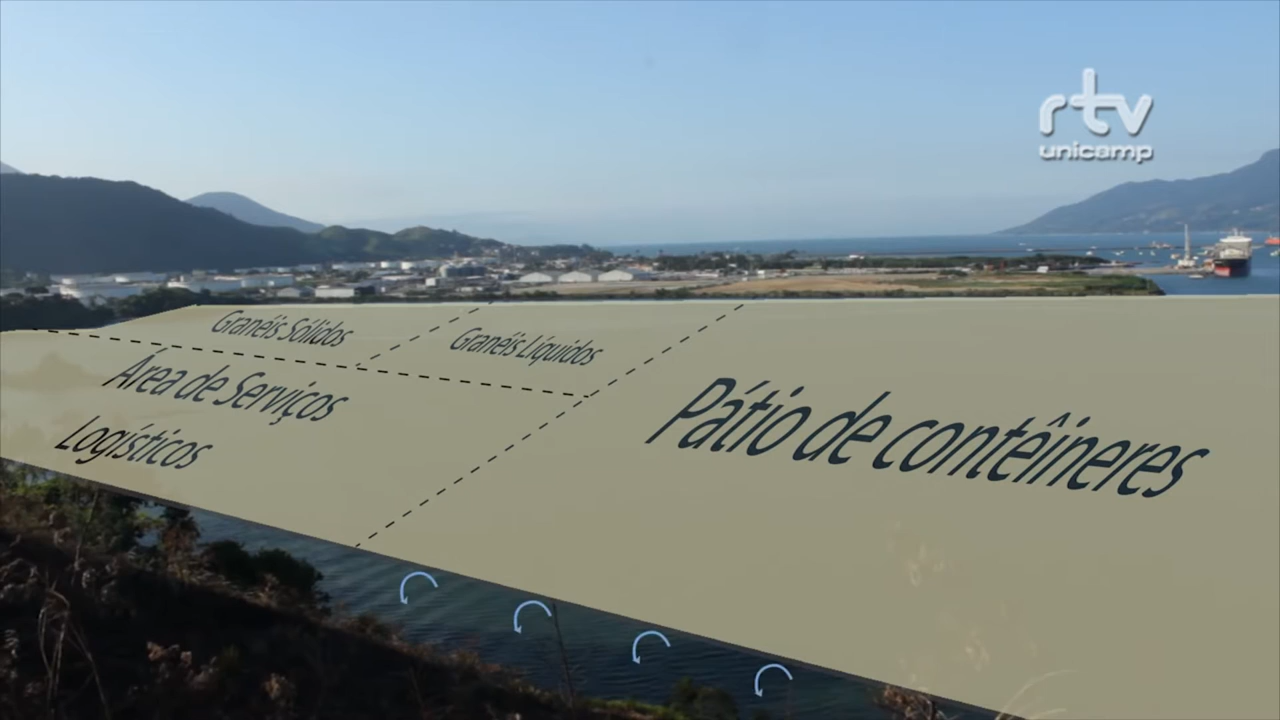 rtv
unicamp
Granéis Sólidos
Granéis Líquidos
Área de Serviços
Logísticos
Pátio de contêineres